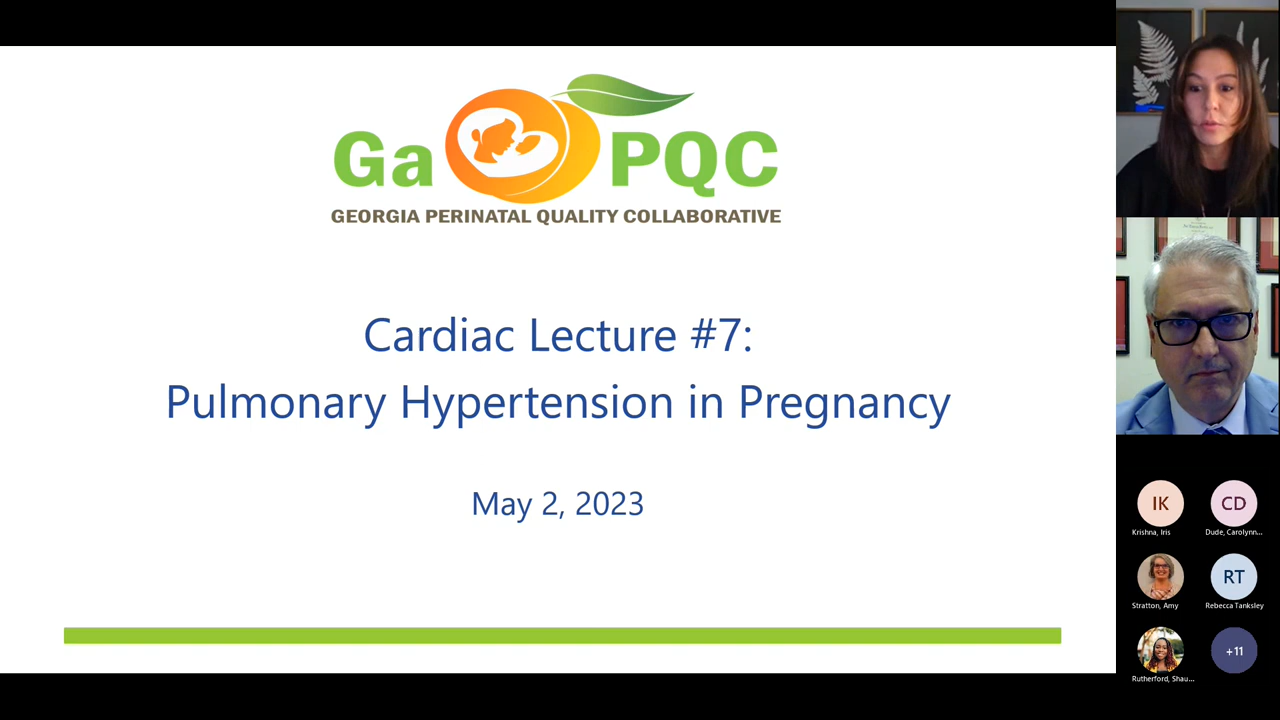 Ga PQC
GEORGIA PERINATAL QUALITY COLLABORATIVE
Cardiac Lecture #7:
Pulmonary Hypertension in Pregnancy
May 2, 2023
IK
CD
Krishna, Iris
Dude, Carolynn...
RT
Stratton, Amy
Rebecca Tanksley
+11
Rutherford, Shau...